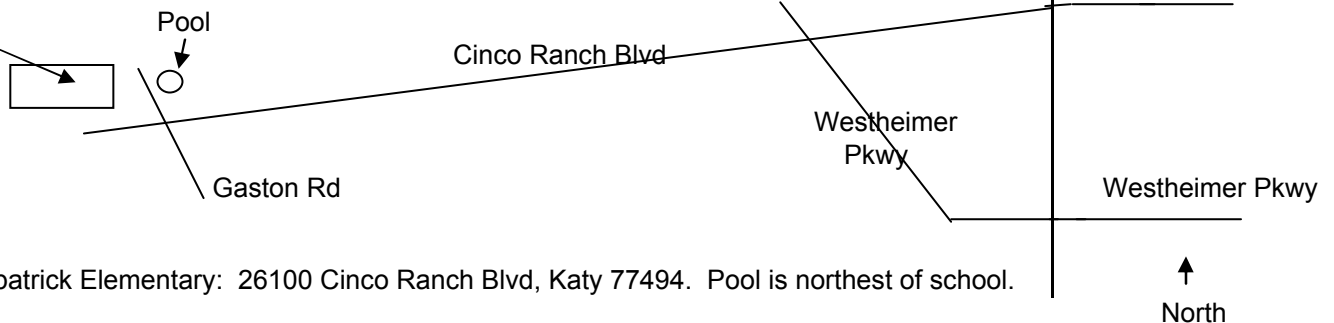 Pool
Cinco Ranch Blvd
Westheimer
Pkwy
Gaston Rd
Westheimer Pkwy
patrick Elementary: 26100 Cinco Ranch Blvd, Katy 77494. Pool is northest of school.
North